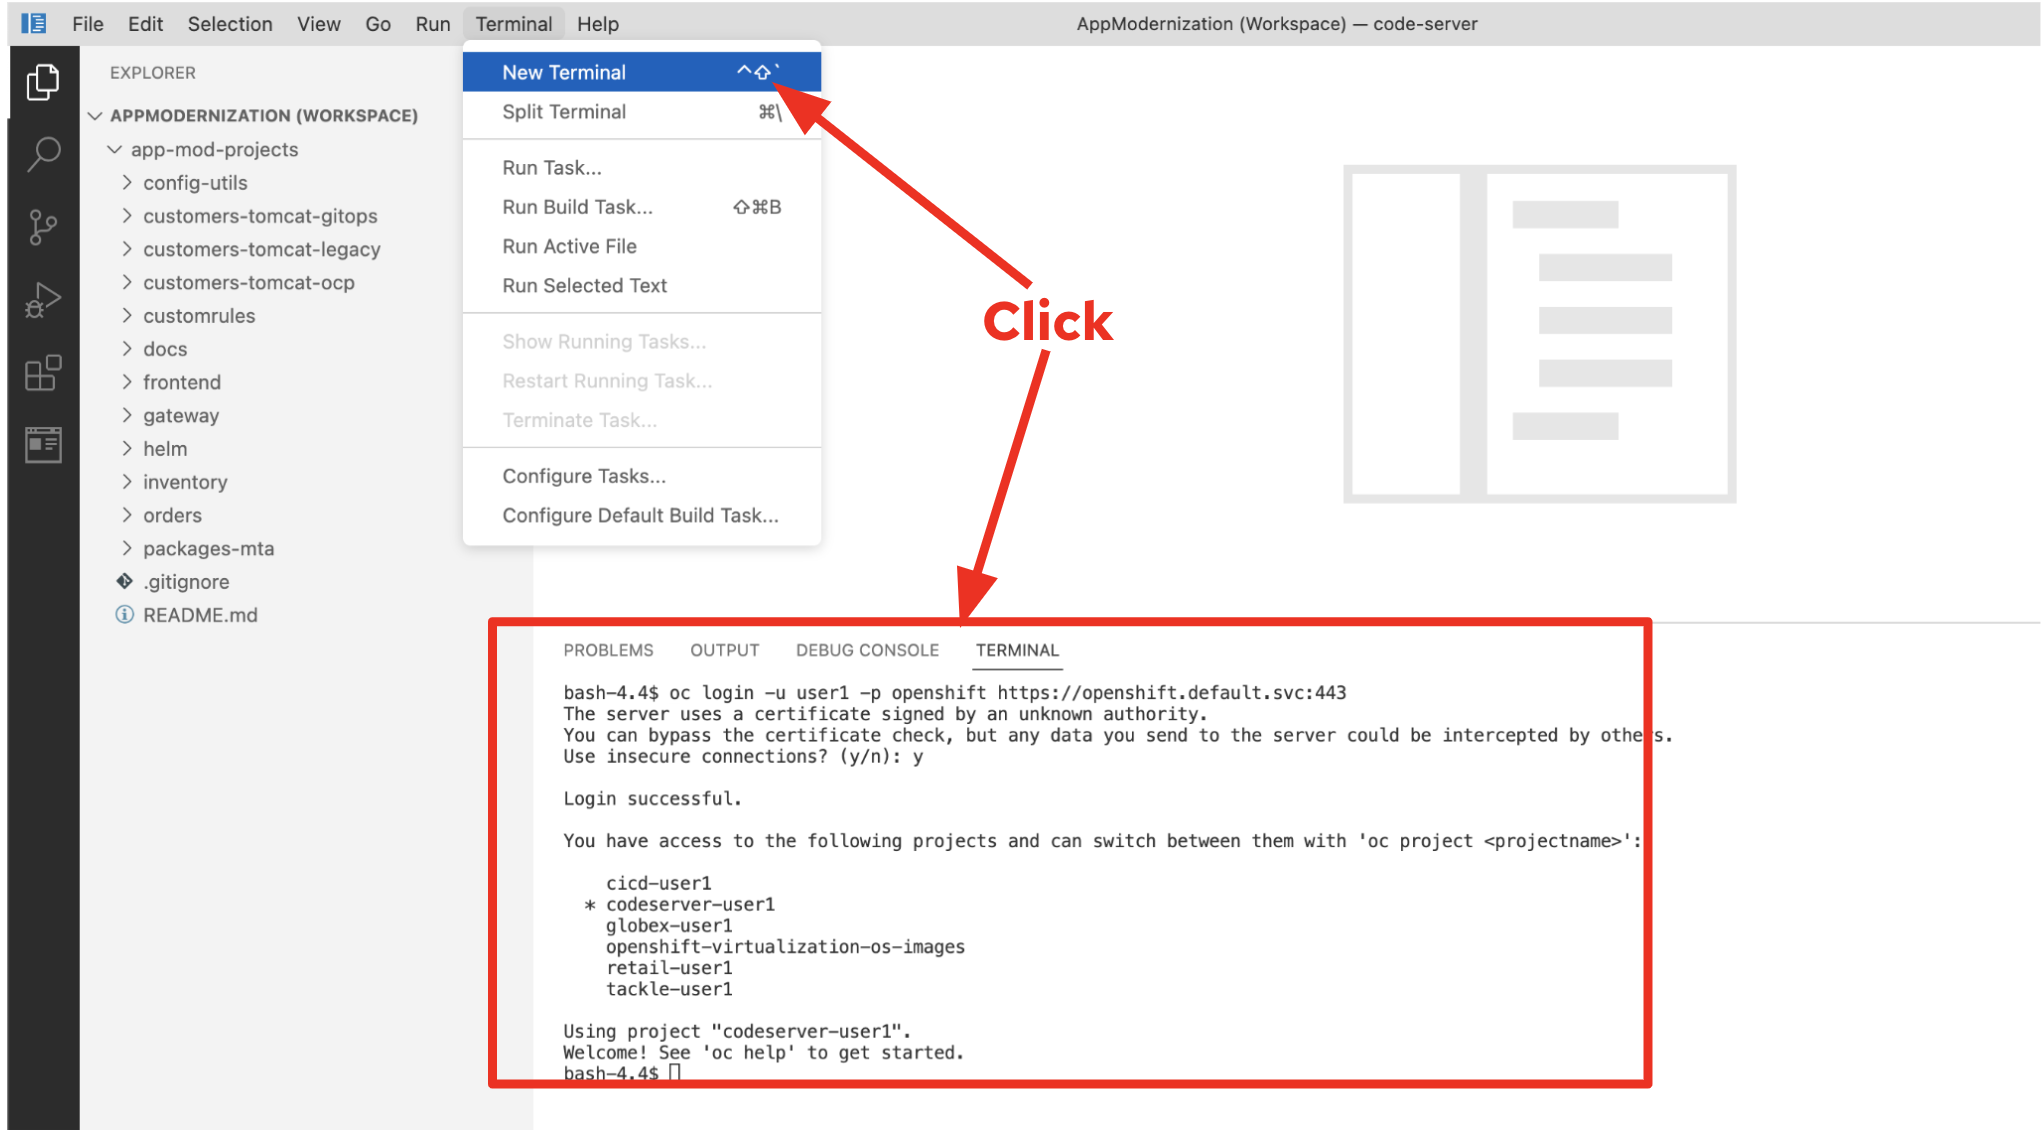 File Edit Selection View Go Run Terminal Help
AppModernization (Workspace) — code-server
EXPLORER
APPMODERNIZATION (WORKSPACE)
app-mod-projects
config-utils
customers-tomcat-gitops
customers-tomcat-legacy
customers-tomcat-ocp
customrules
docs
frontend
gateway
helm
inventory
orders
packages-mta
.gitignore
README.md
New Terminal ^⇧`
Split Terminal ⌘\
Run Task...
Run Build Task... ⇧⌘B
Run Active File
Run Selected Text
Show Running Tasks...
Restart Running Task...
Terminate Task...
Configure Tasks...
Configure Default Build Task...
Click
PROBLEMS OUTPUT DEBUG CONSOLE TERMINAL
bash-4.4$ oc login -u user1 -p openshift https://openshift.default.svc:443
The server uses a certificate signed by an unknown authority.
You can bypass the certificate check, but any data you send to the server could be intercepted by others.
Use insecure connections? (y/n): y
Login successful.
You have access to the following projects and can switch between them with 'oc project <projectname>':
cicd-user1
* codeserver-user1
globex-user1
openshift-virtualization-os-images
retail-user1
tackle-user1
Using project "codeserver-user1".
Welcome! See 'oc help' to get started.
bash-4.4$